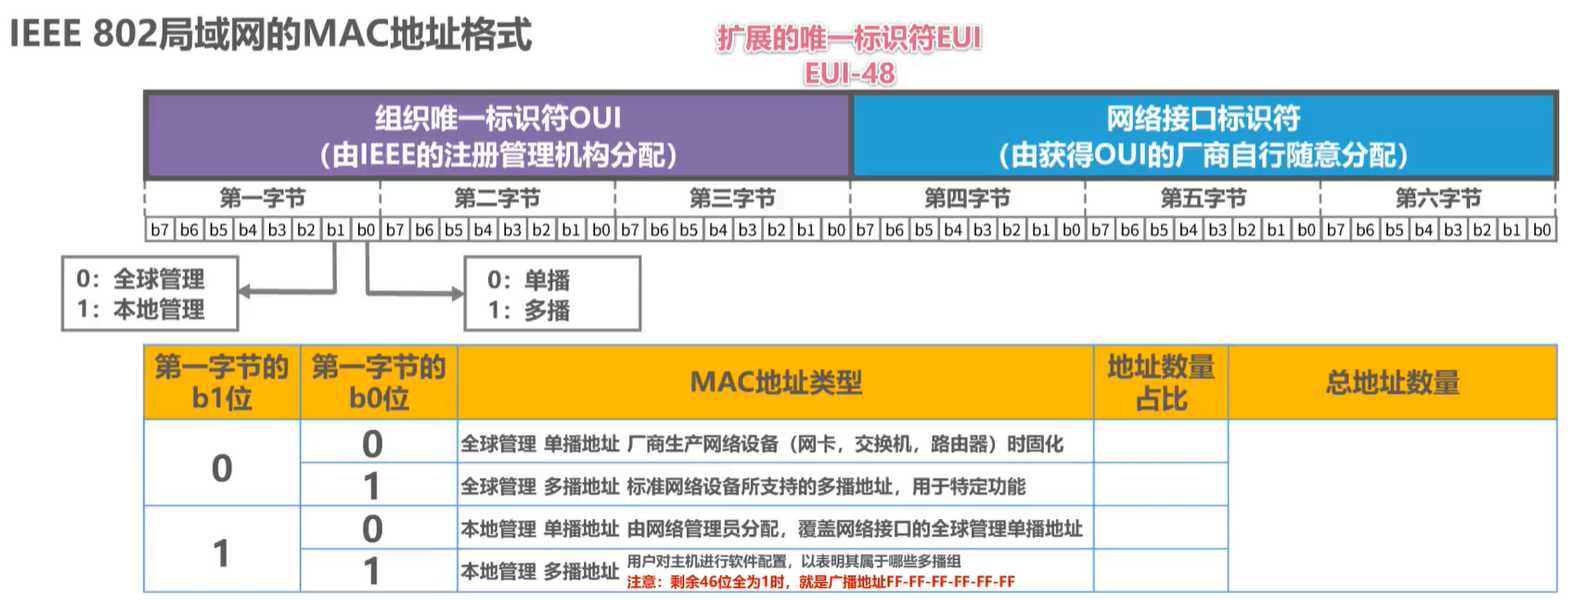 IEEE 802局域网的MAC地址格式
扩展的唯一标识符EUI
EUI-48
组织唯一标识符OUI
（由IEEE的注册管理机构分配）
网络接口标识符
（由获得OUI的厂商自行随意分配）
第一字节 第二字节 第三字节 第四字节 第五字节 第六字节
b7 b6 b5 b4 b3 b2 b1 b0 b7 b6 b5 b4 b3 b2 b1 b0 b7 b6 b5 b4 b3 b2 b1 b0 b7 b6 b5 b4 b3 b2 b1 b0 b7 b6 b5 b4 b3 b2 b1 b0 b7 b6 b5 b4 b3 b2 b1 b0
0：全球管理
1：本地管理
0：单播
1：多播
第一字节的
b1位
第一字节的
b0位
MAC地址类型
地址数量
占比
总地址数量
0
0
全球管理 单播地址 厂商生产网络设备（网卡，交换机，路由器）时固化
1
全球管理 多播地址 标准网络设备所支持的多播地址，用于特定功能
1
0
本地管理 单播地址 由网络管理员分配，覆盖网络接口的全球管理单播地址
1
本地管理 多播地址
用户对主机进行软件配置，以表明其属于哪些多播组
注意：剩余46位全为1时，就是广播地址FF-FF-FF-FF-FF-FF